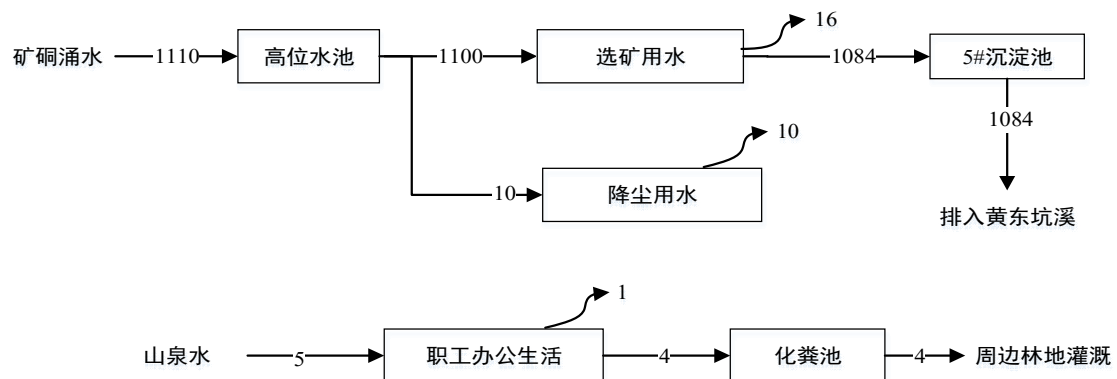 16
矿硐涌水 1110 高位水池 1100 选矿用水 1084 5#沉淀池
1084
10
10 降尘用水
排入黄东坑溪
1
山泉水 5 职工办公生活 4 化粪池 4 周边林地灌溉